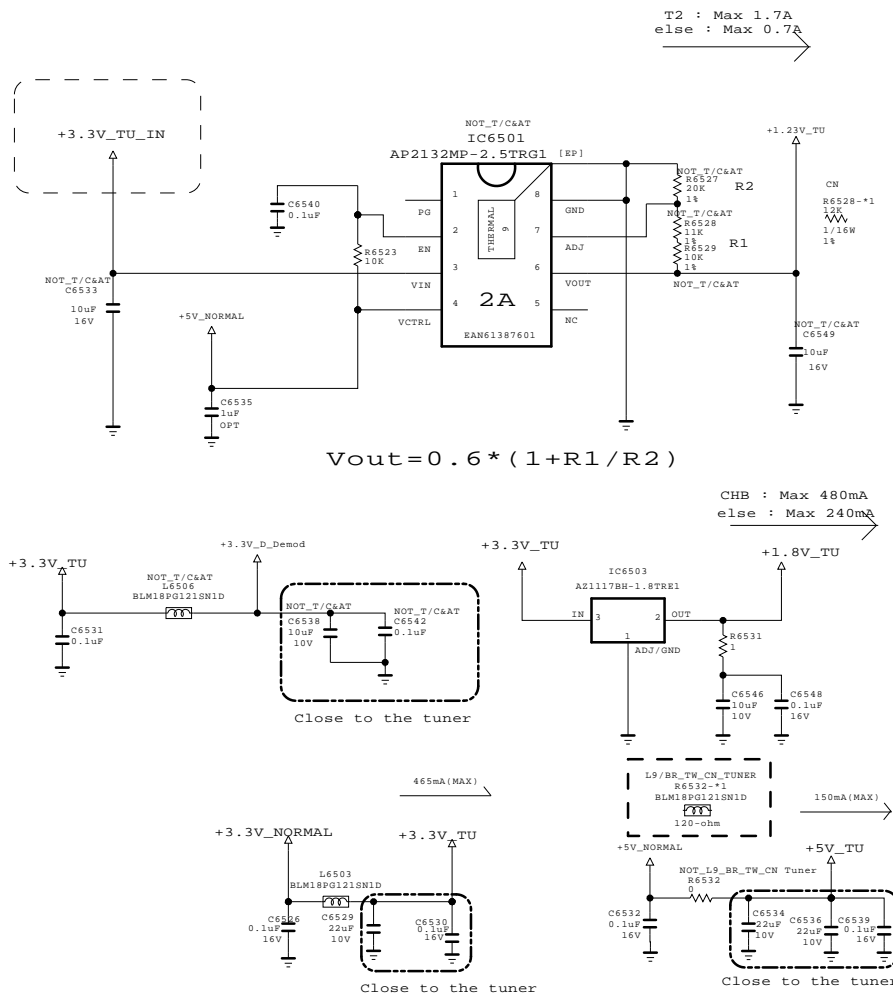 T2 : Max 1.7A
else : Max 0.7A
+3.3V_TU_IN
NOT_T/C&AT
IC6501
AP2132MP-2.5TRG1
[EP]
+1.23V_TU
NOT_T/C&AT
R6527
20K
1%
R2
CN
R6528-*1
12K
1/16W
1%
C6540
0.1uF
1
PG
8
GND
THERMAL
9
NOT_T/C&AT
R6528
11K
1%
R1
2
EN
7
ADJ
R6523
10K
R6529
10K
1%
3
VIN
6
VOUT
NOT_T/C&AT
NOT_T/C&AT
C6533
10uF
16V
2A
4
VCTRL
5
NC
EAN61387601
+5V_NORMAL
NOT_T/C&AT
C6549
10uF
16V
C6535
1uF
OPT
Vout=0.6*(1+R1/R2)
CHB : Max 480mA
else : Max 240mA
+3.3V_TU
+3.3V_D_Demod
NOT_T/C&AT
L6506
BLM18PG121SN1D
C6531
0.1uF
NOT_T/C&AT
C6538
10uF
10V
NOT_T/C&AT
C6542
0.1uF
Close to the tuner
+3.3V_TU
IC6503
AZ1117BH-1.8TRE1
+1.8V_TU
IN
3
2
OUT
1
ADJ/GND
R6531
1
C6546
10uF
10V
C6548
0.1uF
16V
465mA(MAX)
L9/BR_TW_CN_TUNER
R6532-*1
BLM18PG121SN1D
120-ohm
150mA(MAX)
+3.3V_NORMAL
+3.3V_TU
L6503
BLM18PG121SN1D
C6526
0.1uF
16V
C6529
22uF
10V
C6530
0.1uF
16V
Close to the tuner
+5V_NORMAL
+5V_TU
NOT_L9_BR_TW_CN Tuner
R6532
0
C6532
0.1uF
16V
C6534
22uF
10V
C6536
22uF
10V
C6539
0.1uF
16V
Close to the tuner